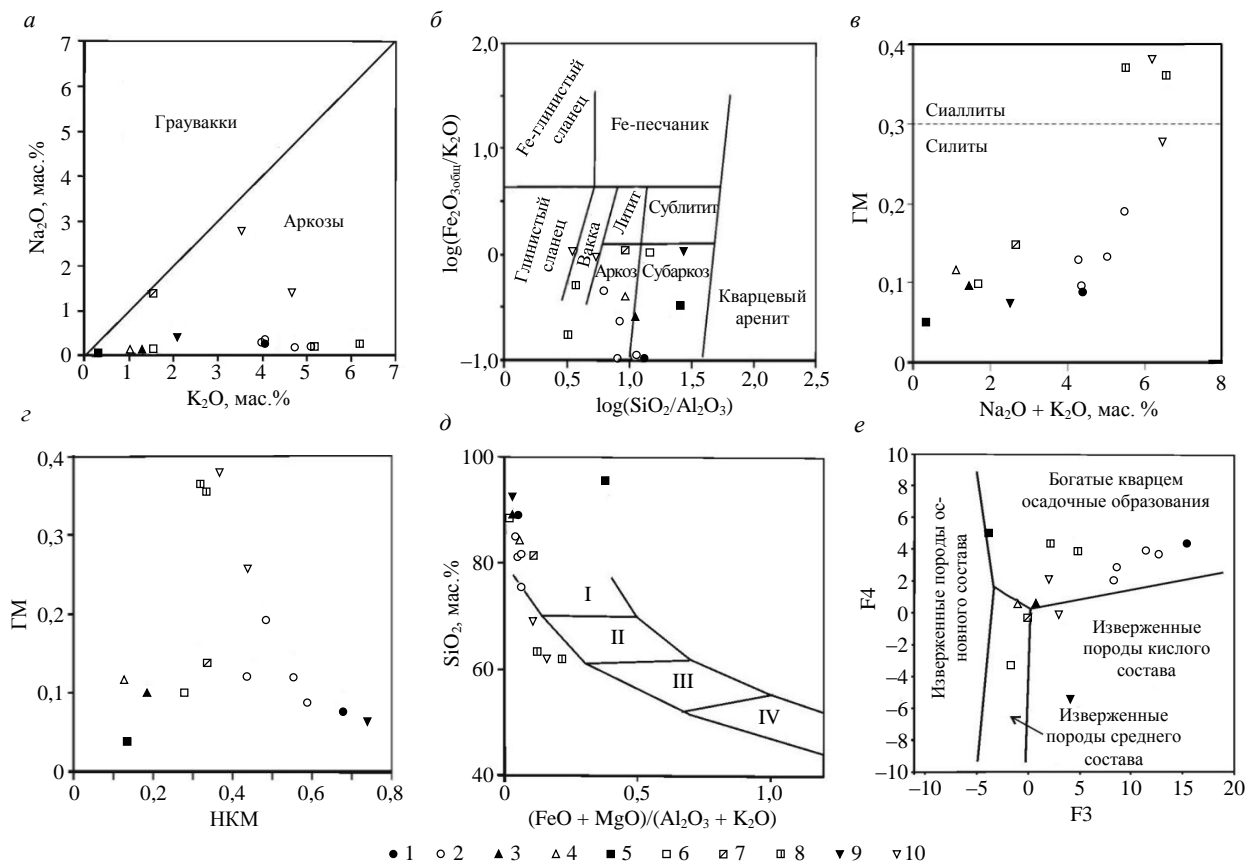 а
7
6
5
4
3
2
1
0
Na₂O, мас.%
Граувакки
Аркозы
0 1 2 3 4 5 6 7
K₂O, мас.%
б
2,0
1,0
0
–1,0
log(Fe₂O₃общ/K₂O)
Fe-глинистый
сланец
Fe-песчаник
Глинистый
сланец
Вакка
Литит
Сублитит
Аркоз
Субаркоз
Кварцевый
аренит
0 0,5 1,0 1,5 2,0 2,5
log(SiO₂/Al₂O₃)
в
0,4
0,3
0,2
0,1
0
ГМ
Сиаллиты
Силиты
0 2 4 6 8
Na₂O + K₂O, мас. %
г
0,4
0,3
0,2
0,1
0
ГМ
0 0,2 0,4 0,6 0,8
НКМ
д
100
80
60
40
SiO₂, мас.%
I
II
III
IV
0 0,5 1,0
(FeO + MgO)/(Al₂O₃ + K₂O)
е
10
8
6
4
2
0
–2
–4
–6
–8
–10
F4
Богатые кварцем
осадочные образования
Изверженные породы ос-
новного состава
Изверженные
породы кислого
состава
Изверженные
породы среднего
состава
–10 –5 0 5 10 15 20
F3
1 2 3 4 5 6 7 8 9 10